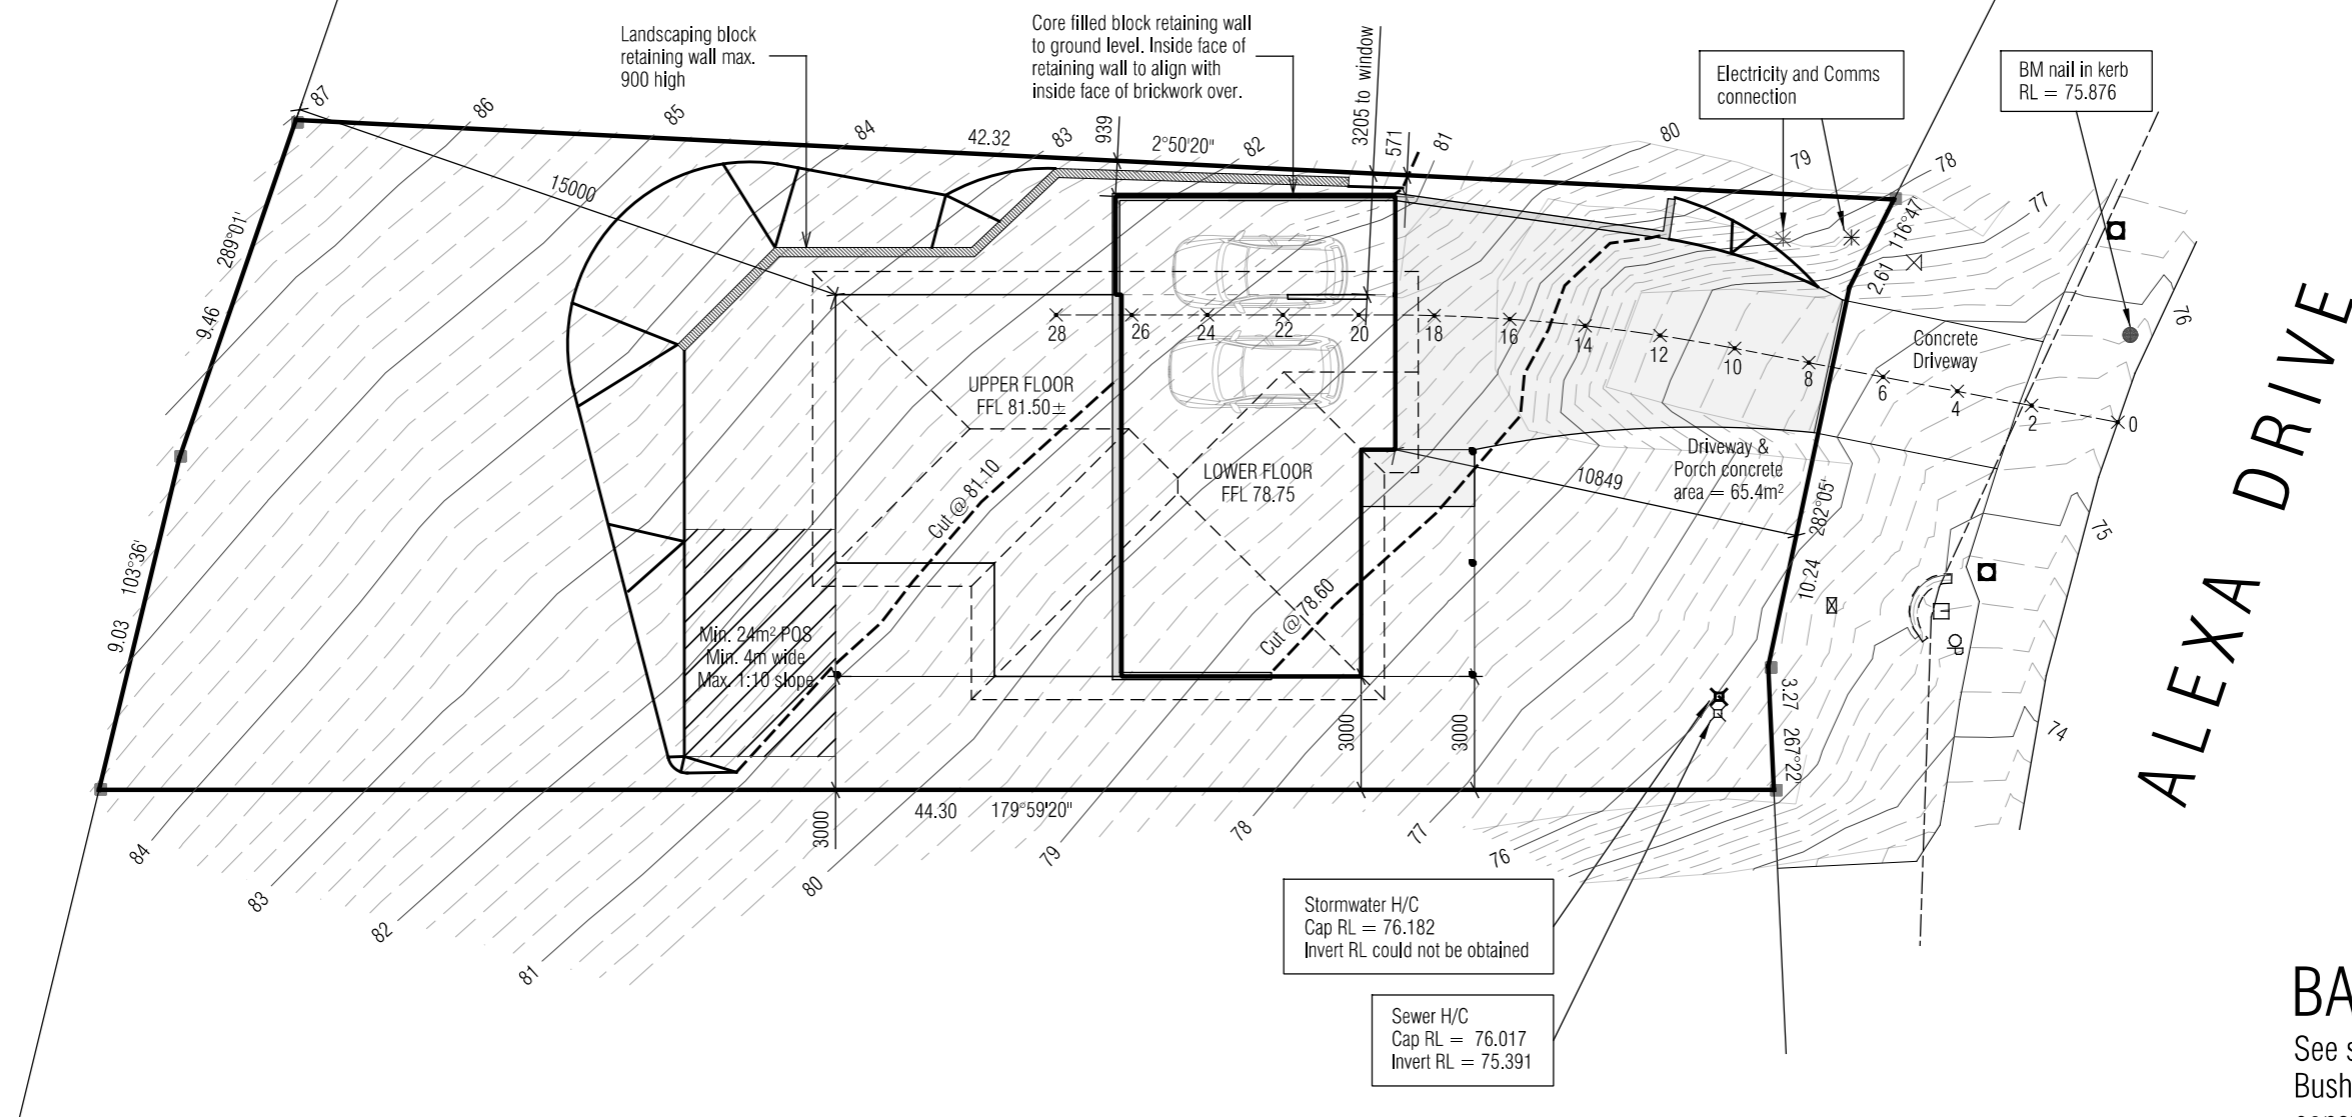 Landscaping block
retaining wall max.
900 high
Core filled block retaining wall
to ground level. Inside face of
retaining wall to align with
inside face of brickwork over.
3205 to window
Electricity and Comms
connection
BM nail in kerb
RL = 75.876
87
86
85
84
42.32
83
939
2°50'20"
82
571
81
80
79
78
77
76
15000
289°01'
9.46
103°36'
9.03
116°47'
2.61
28
26
24
22
20
18
16
14
12
10
8
6
4
2
0
Concrete
Driveway
UPPER FLOOR
FFL 81.50±
LOWER FLOOR
FFL 78.75
Driveway &
Porch concrete
area = 65.4m²
10849
282°05'
10.24
Cut @ 81.10
Cut @ 78.60
Min. 24m² POS
Min. 4m wide
Max. 1:10 slope
3.27
267°22'
75
74
ALEXA DRIVE
3000
3000
3000
44.30
179°59'20"
84
83
82
81
80
79
78
77
76
Stormwater H/C
Cap RL = 76.182
Invert RL could not be obtained
Sewer H/C
Cap RL = 76.017
Invert RL = 75.391
BA
See s
Bush